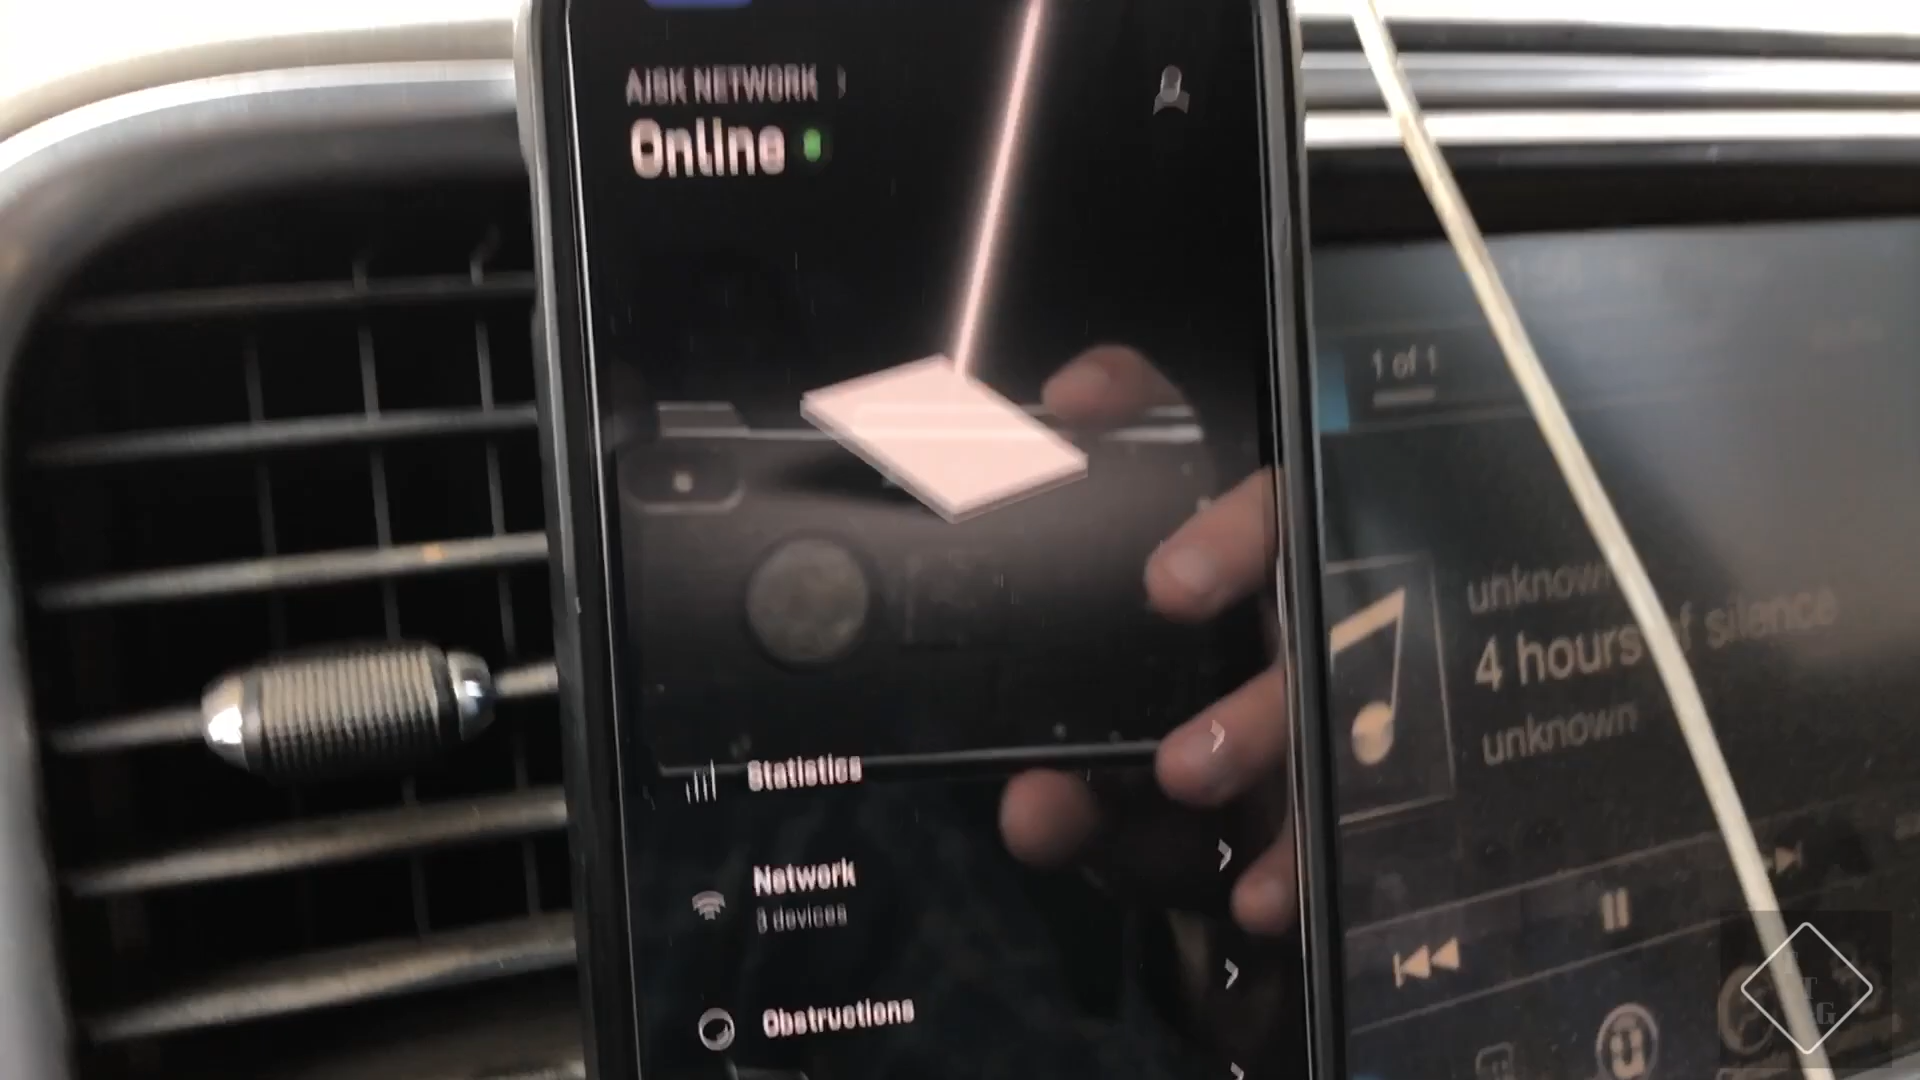 AJSK NETWORK
Online
Statistics
Network
3 devices
Obstructions
1 of 1
unknown
4 hours of silence
unknown
T
G